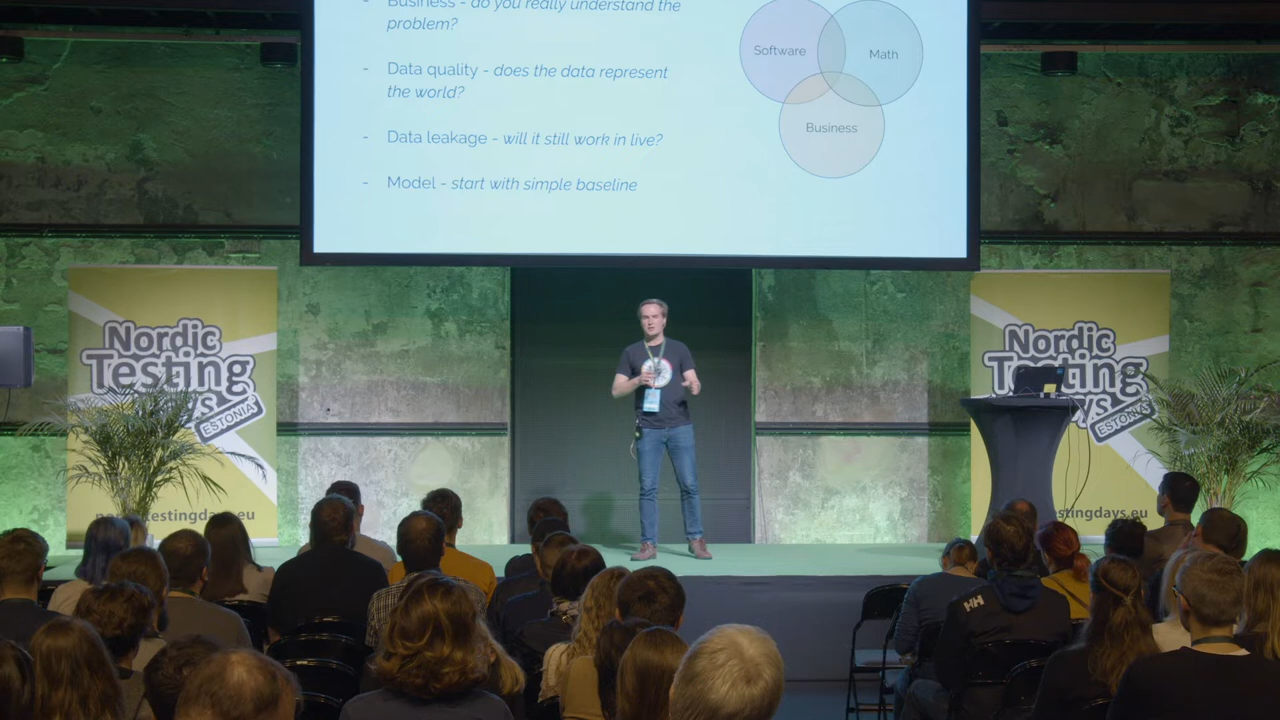 Business - do you really understand the
problem?
- Data quality - does the data represent
the world?
- Data leakage - will it still work in live?
- Model - start with simple baseline
Software
Math
Business
Nordic
Testing
ESTONIA
Nordic
Testing
ESTONIA
HH